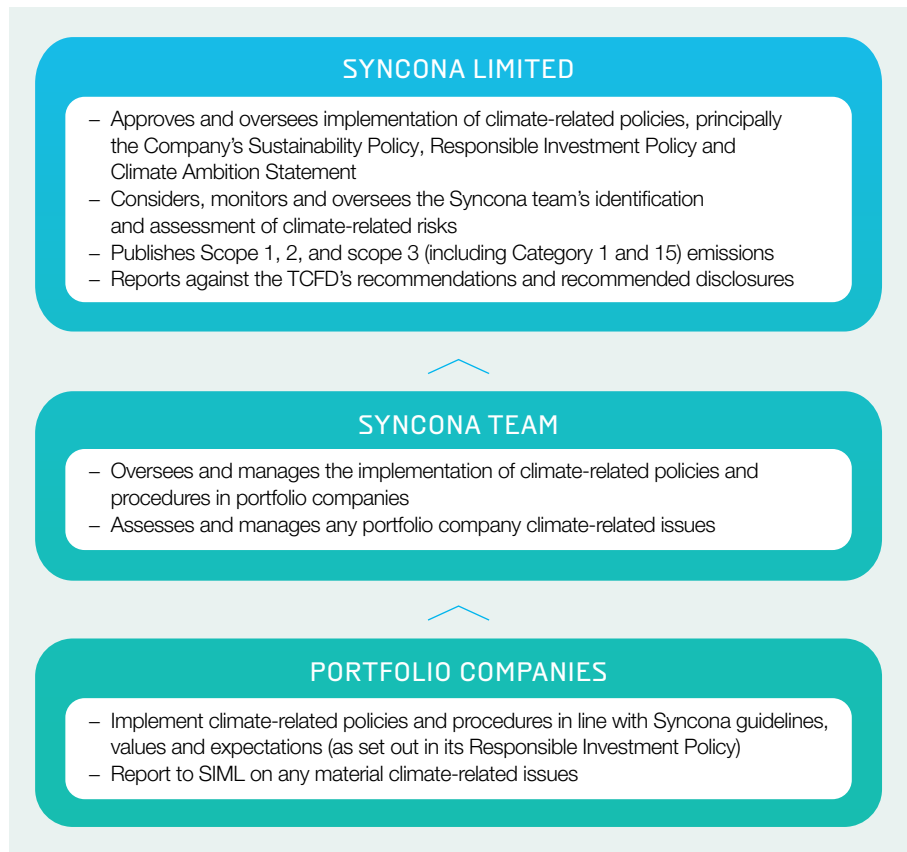 SYNCONA LIMITED
– Approves and oversees implementation of climate-related policies, principally
the Company’s Sustainability Policy, Responsible Investment Policy and
Climate Ambition Statement
– Considers, monitors and oversees the Syncona team’s identification
and assessment of climate-related risks
– Publishes Scope 1, 2, and scope 3 (including Category 1 and 15) emissions
– Reports against the TCFD’s recommendations and recommended disclosures
SYNCONA TEAM
– Oversees and manages the implementation of climate-related policies and
procedures in portfolio companies
– Assesses and manages any portfolio company climate-related issues
PORTFOLIO COMPANIES
– Implement climate-related policies and procedures in line with Syncona guidelines,
values and expectations (as set out in its Responsible Investment Policy)
– Report to SIML on any material climate-related issues